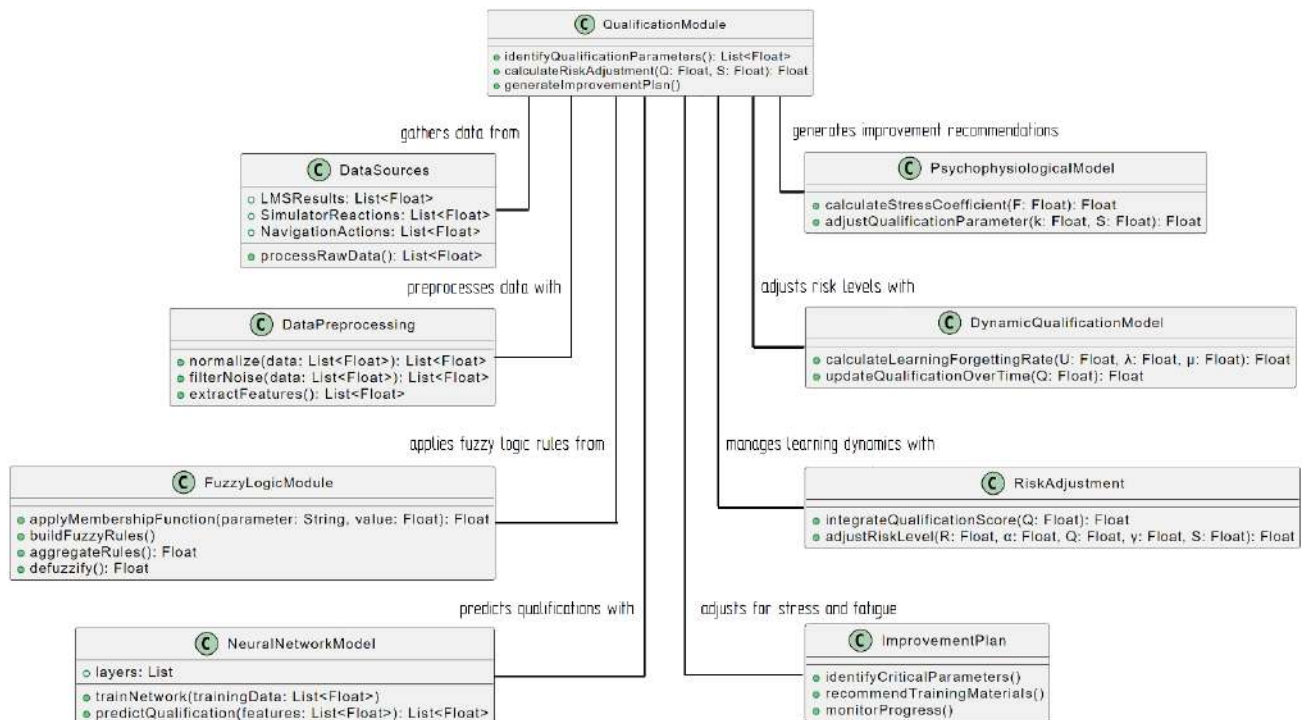 C QualificationModule
identifyQualificationParameters(): List<Float>
calculateRiskAdjustment(Q: Float, S: Float): Float
generateImprovementPlan()
gathers data from
generates improvement recommendations
C DataSources
LMSResults: List<Float>
SimulatorReactions: List<Float>
NavigationActions: List<Float>
processRawData(): List<Float>
C PsychophysiologicalModel
calculateStressCoefficient(F: Float): Float
adjustQualificationParameter(k: Float, S: Float): Float
preprocesses data with
adjusts risk levels with
C DataPreprocessing
normalize(data: List<Float>): List<Float>
filterNoise(data: List<Float>): List<Float>
extractFeatures(): List<Float>
C DynamicQualificationModel
calculateLearningForgettingRate(U: Float, λ: Float, μ: Float): Float
updateQualificationOverTime(Q: Float): Float
applies fuzzy logic rules from
manages learning dynamics with
C FuzzyLogicModule
applyMembershipFunction(parameter: String, value: Float): Float
buildFuzzyRules()
aggregateRules(): Float
defuzzify(): Float
C RiskAdjustment
integrateQualificationScore(Q: Float): Float
adjustRiskLevel(R: Float, α: Float, Q: Float, γ: Float, S: Float): Float
predicts qualifications with
adjusts for stress and fatigue
C NeuralNetworkModel
layers: List
trainNetwork(trainingData: List<Float>)
predictQualification(features: List<Float>): List<Float>
C ImprovementPlan
identifyCriticalParameters()
recommendTrainingMaterials()
monitorProgress()